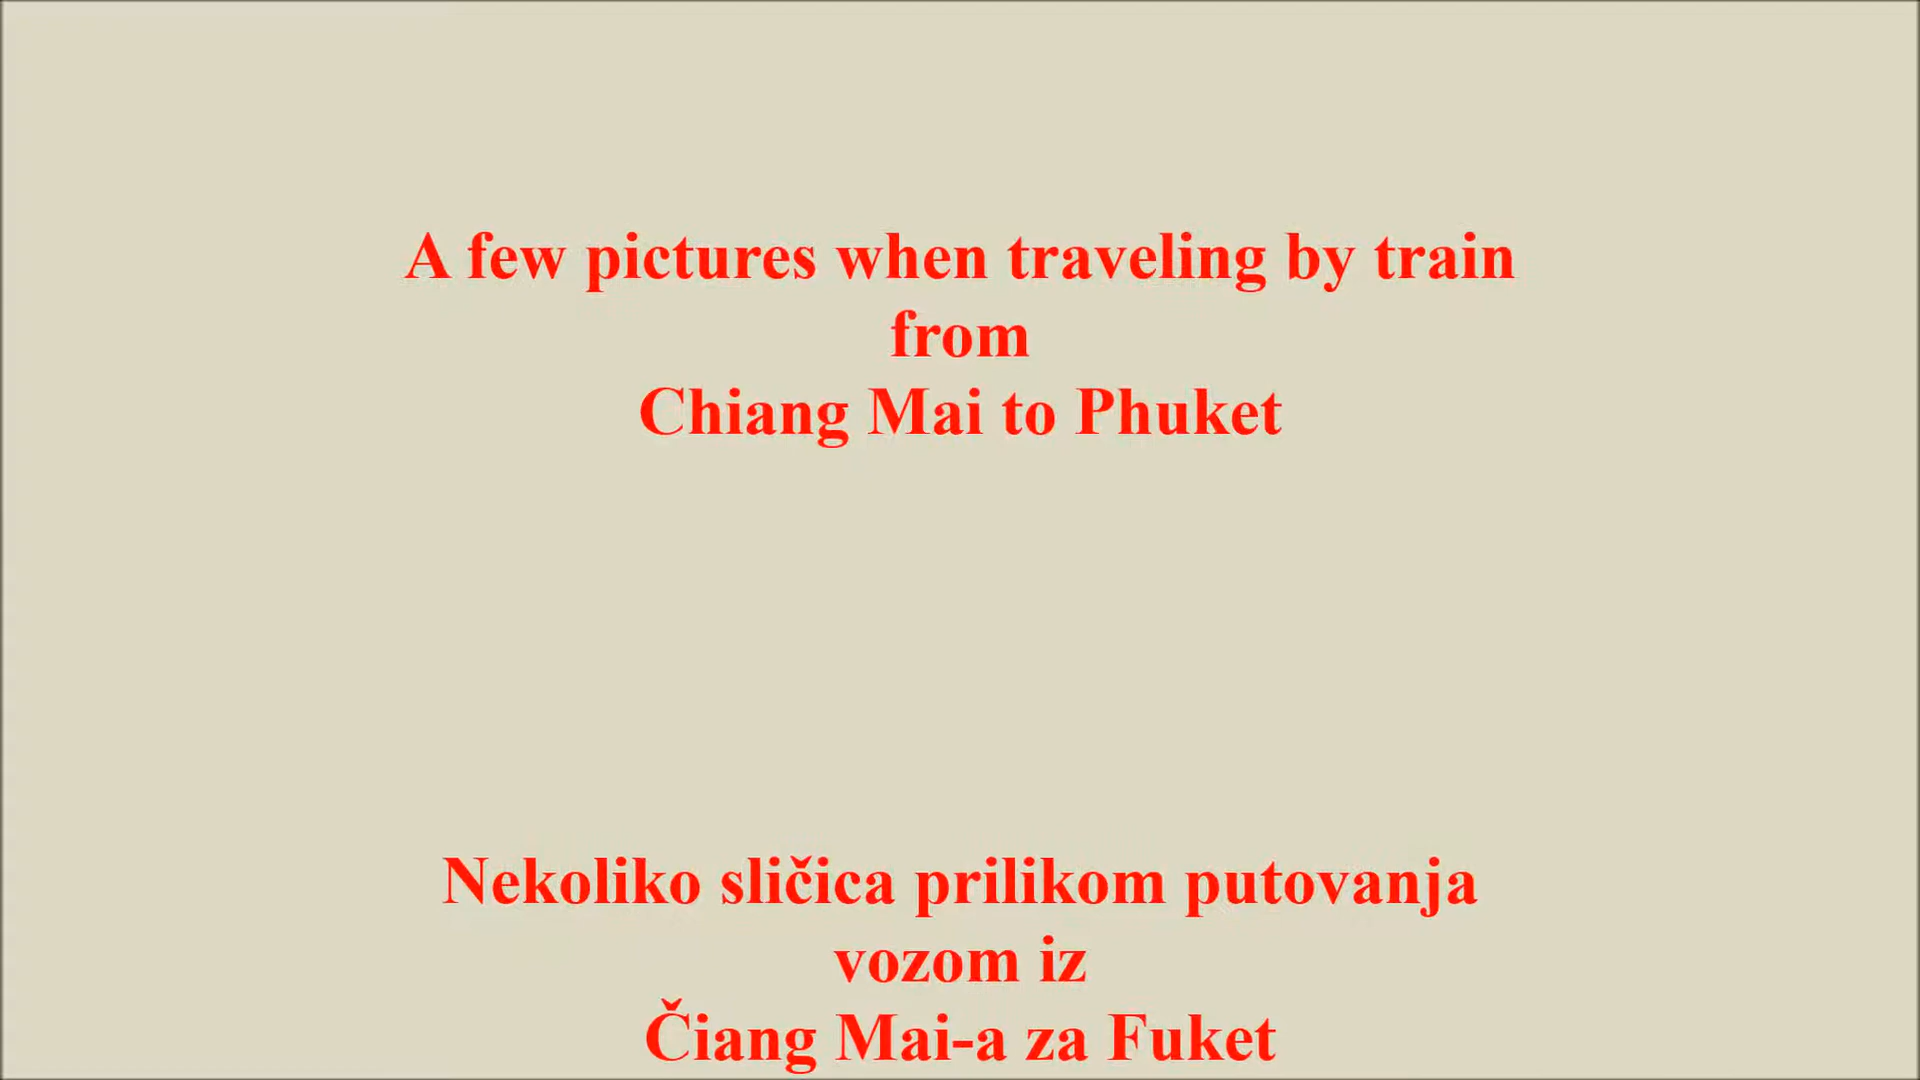 A few pictures when traveling by train
from
Chiang Mai to Phuket
Nekoliko sličica prilikom putovanja
vozom iz
Čiang Mai-a za Fuket